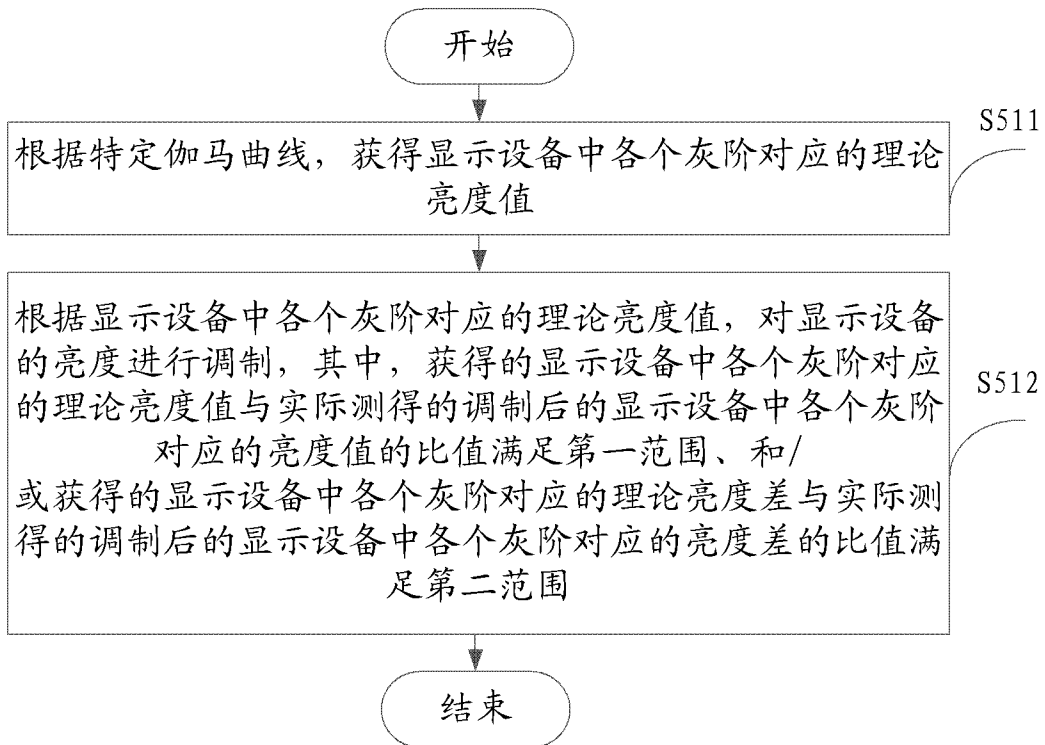 开始
S511
根据特定伽马曲线，获得显示设备中各个灰阶对应的理论
亮度值
根据显示设备中各个灰阶对应的理论亮度值，对显示设备
的亮度进行调制，其中，获得的显示设备中各个灰阶对应
的理论亮度值与实际测得的调制后的显示设备中各个灰阶
对应的亮度值的比值满足第一范围、和/
或获得的显示设备中各个灰阶对应的理论亮度差与实际测
得的调制后的显示设备中各个灰阶对应的亮度差的比值满
足第二范围
S512
结束